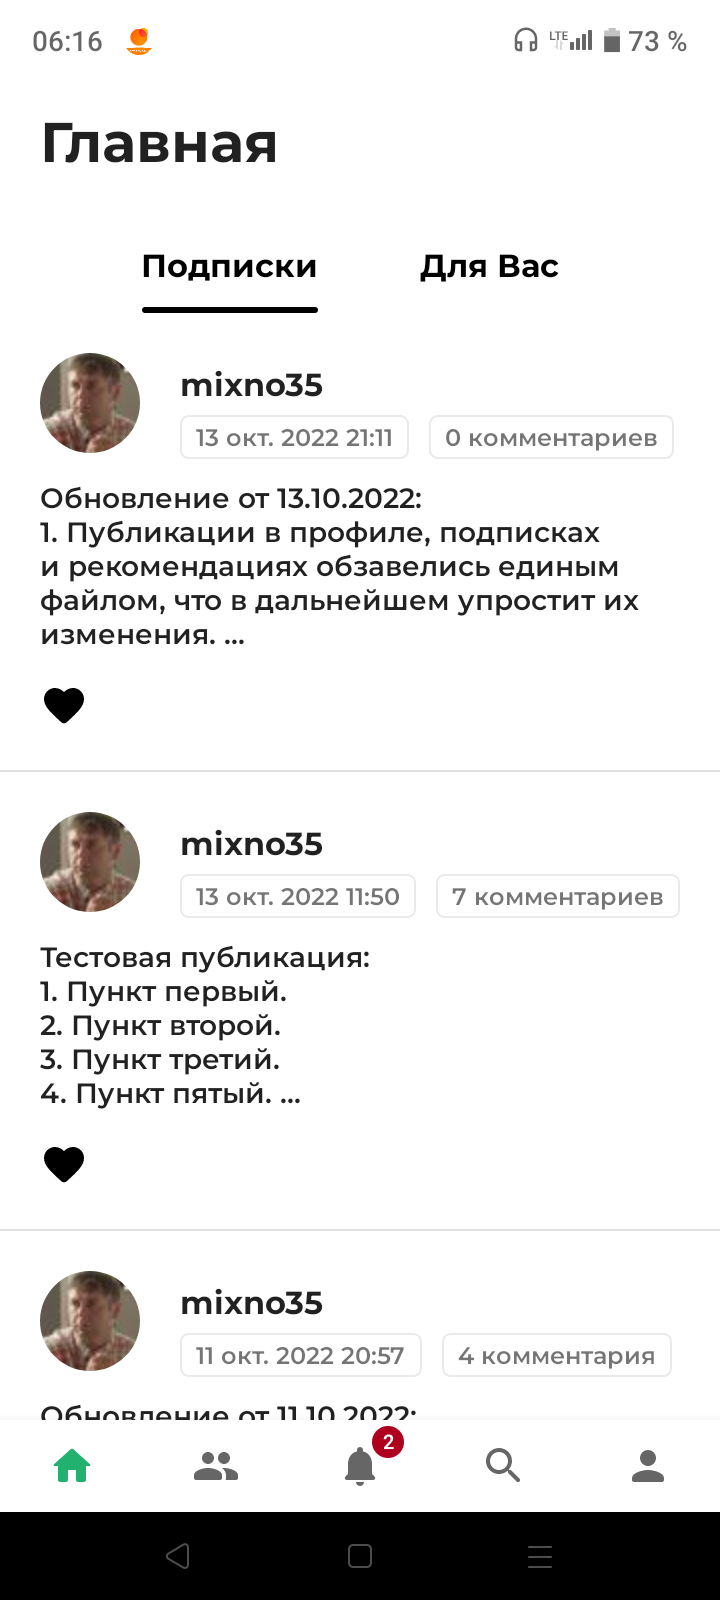 06:16
LTE
73 %
Главная
Подписки
Для Вас
mixno35
13 окт. 2022 21:11
0 комментариев
Обновление от 13.10.2022:
1. Публикации в профиле, подписках
и рекомендациях обзавелись единым
файлом, что в дальнейшем упростит их
изменения. ...
mixno35
13 окт. 2022 11:50
7 комментариев
Тестовая публикация:
1. Пункт первый.
2. Пункт второй.
3. Пункт третий.
4. Пункт пятый. ...
mixno35
11 окт. 2022 20:57
4 комментария
Обновление от 11.10.2022:
2